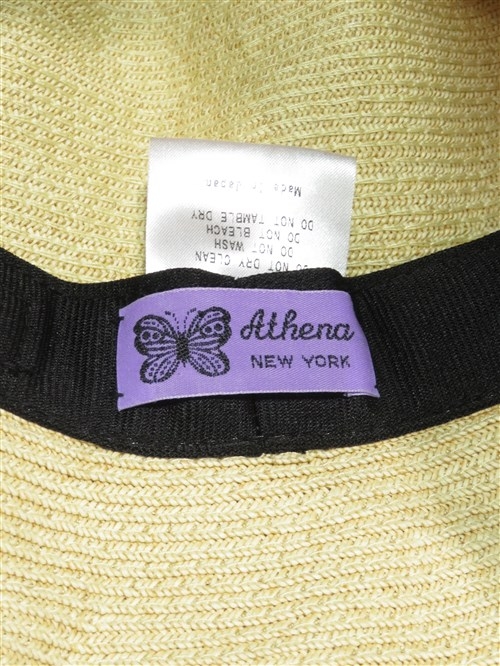 Athena
NEW YORK
DO NOT DRY CLEAN
DO NOT WASH
DO NOT BLEACH
DO NOT TAMBLE DRY
Made In Japan